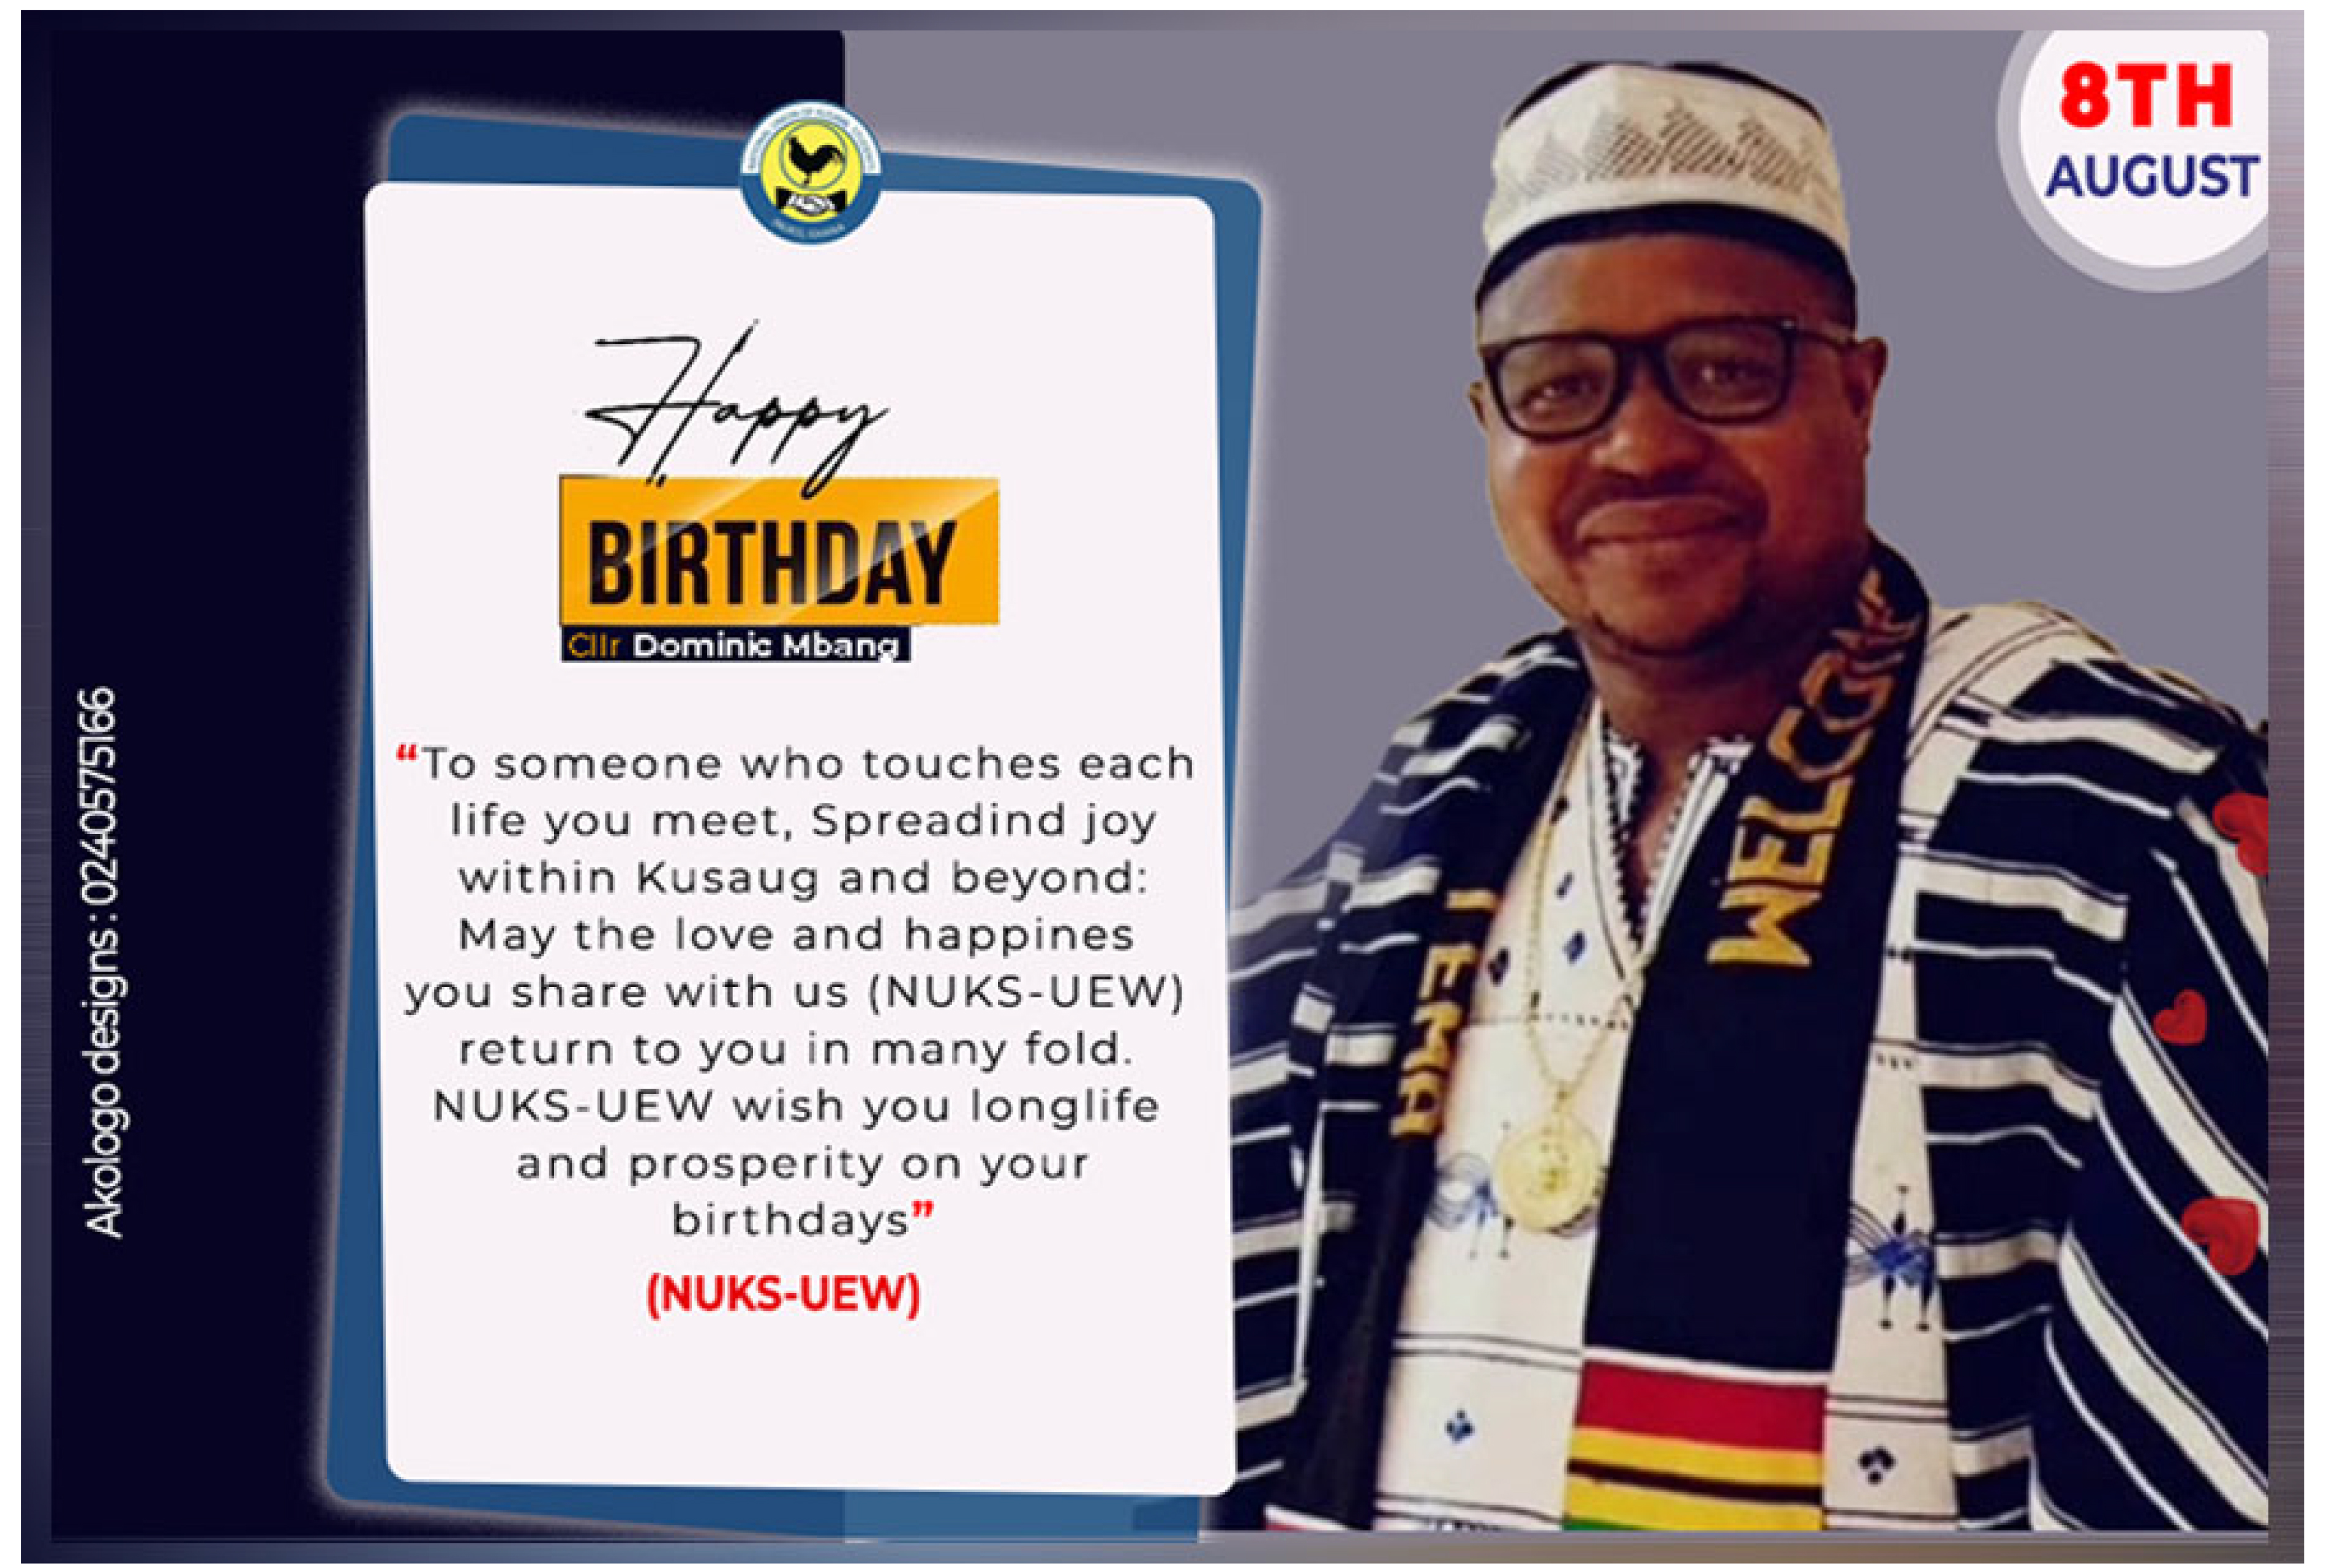 8TH
AUGUST
Happy
BIRTHDAY
Cllr Dominic Mbang
“To someone who touches each
life you meet, Spreadind joy
within Kusaug and beyond:
May the love and happines
you share with us (NUKS-UEW)
return to you in many fold.
NUKS-UEW wish you longlife
and prosperity on your
birthdays”
(NUKS-UEW)
Akologo designs : 0240575166